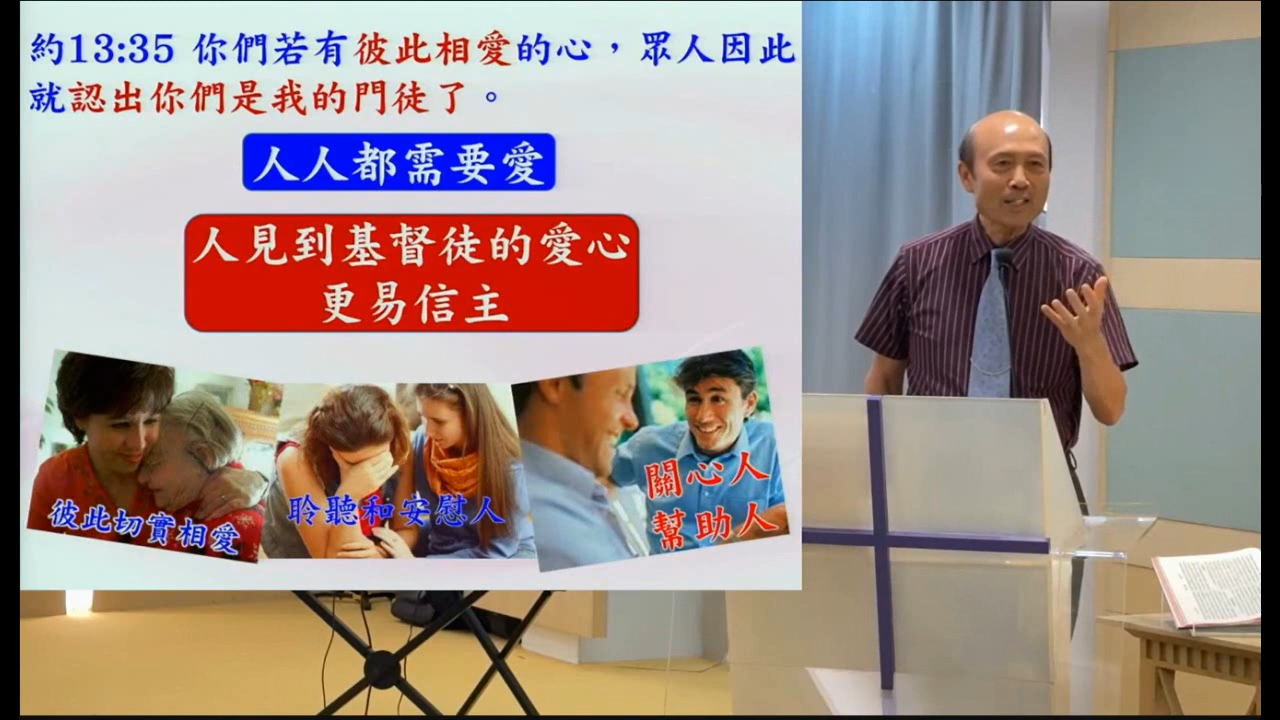 約13:35 你們若有彼此相愛的心，眾人因此
就認出你們是我的門徒了。
人人都需要愛
人見到基督徒的愛心
更易信主
彼此切實相愛
聆聽和安慰人
關心人
幫助人